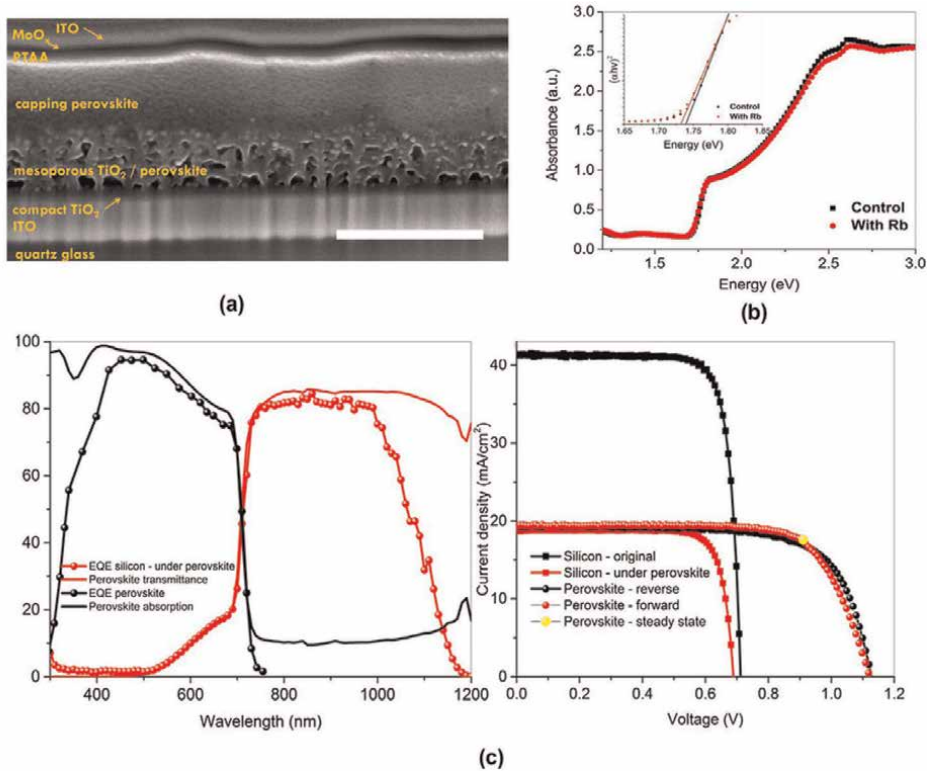 ITO
MoOx
PTAA
capping perovskite
mesoporous TiO2 / perovskite
compact TiO2
ITO
quartz glass
(a)
3.0
2.5
2.0
1.5
1.0
0.5
0.0
Absorbance (a.u.)
1.5 2.0 2.5 3.0
Energy (eV)
(αhν)2
1.65 1.70 1.75 1.80 1.85
Energy (eV)
Control
With Rb
Control
With Rb
(b)
100
80
60
40
20
0
EQE silicon - under perovskite
Perovskite transmittance
EQE perovskite
Perovskite absorption
400 600 800 1000 1200
Wavelength (nm)
40
30
20
10
0
Current density (mA/cm2)
Silicon - original
Silicon - under perovskite
Perovskite - reverse
Perovskite - forward
Perovskite - steady state
0.0 0.2 0.4 0.6 0.8 1.0 1.2
Voltage (V)
(c)